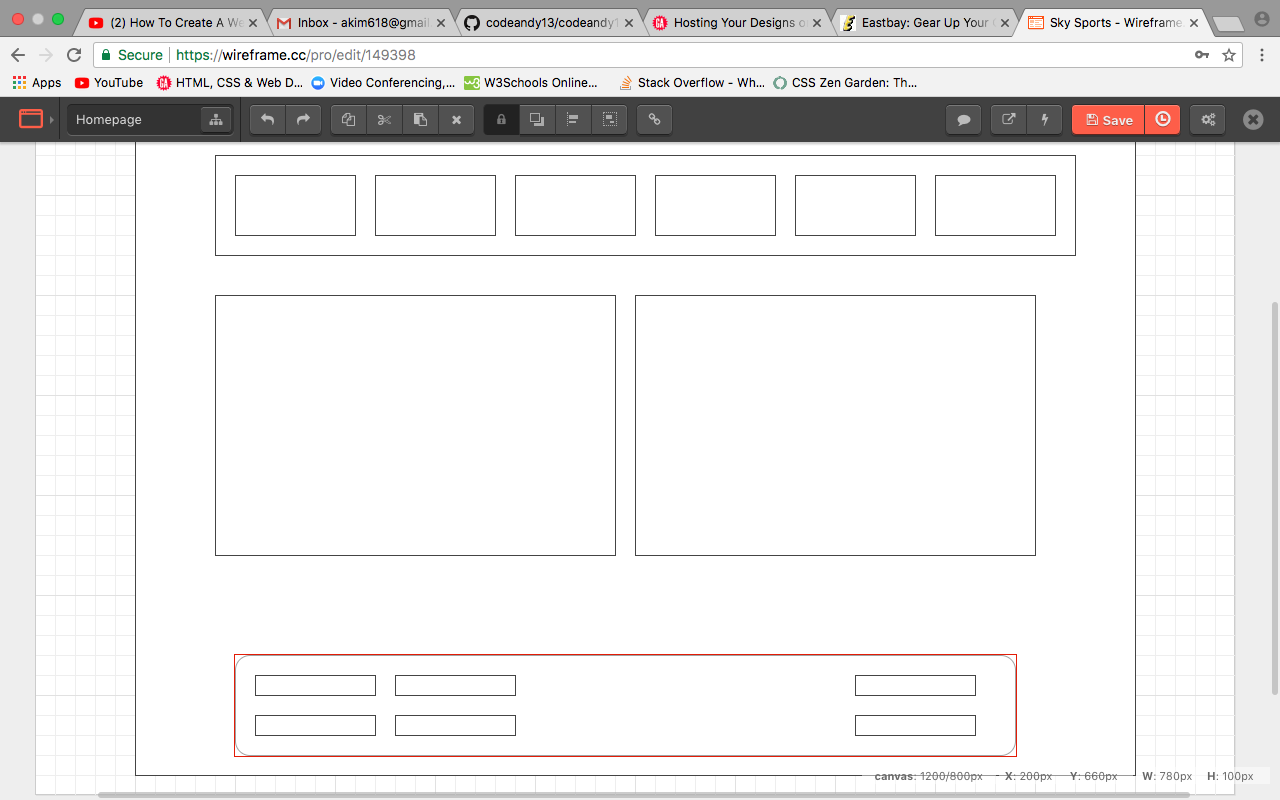 (2) How To Create A We
Inbox - akim618@gmail
codeandy13/codeandy1
Hosting Your Designs o
Eastbay: Gear Up Your
Sky Sports - Wireframe
Secure https://wireframe.cc/pro/edit/149398
Apps YouTube HTML, CSS & Web D... Video Conferencing,... W3Schools Online... Stack Overflow - Wh... CSS Zen Garden: Th...
Homepage Save
canvas: 1200/800px - X: 200px Y: 660px W: 780px H: 100px